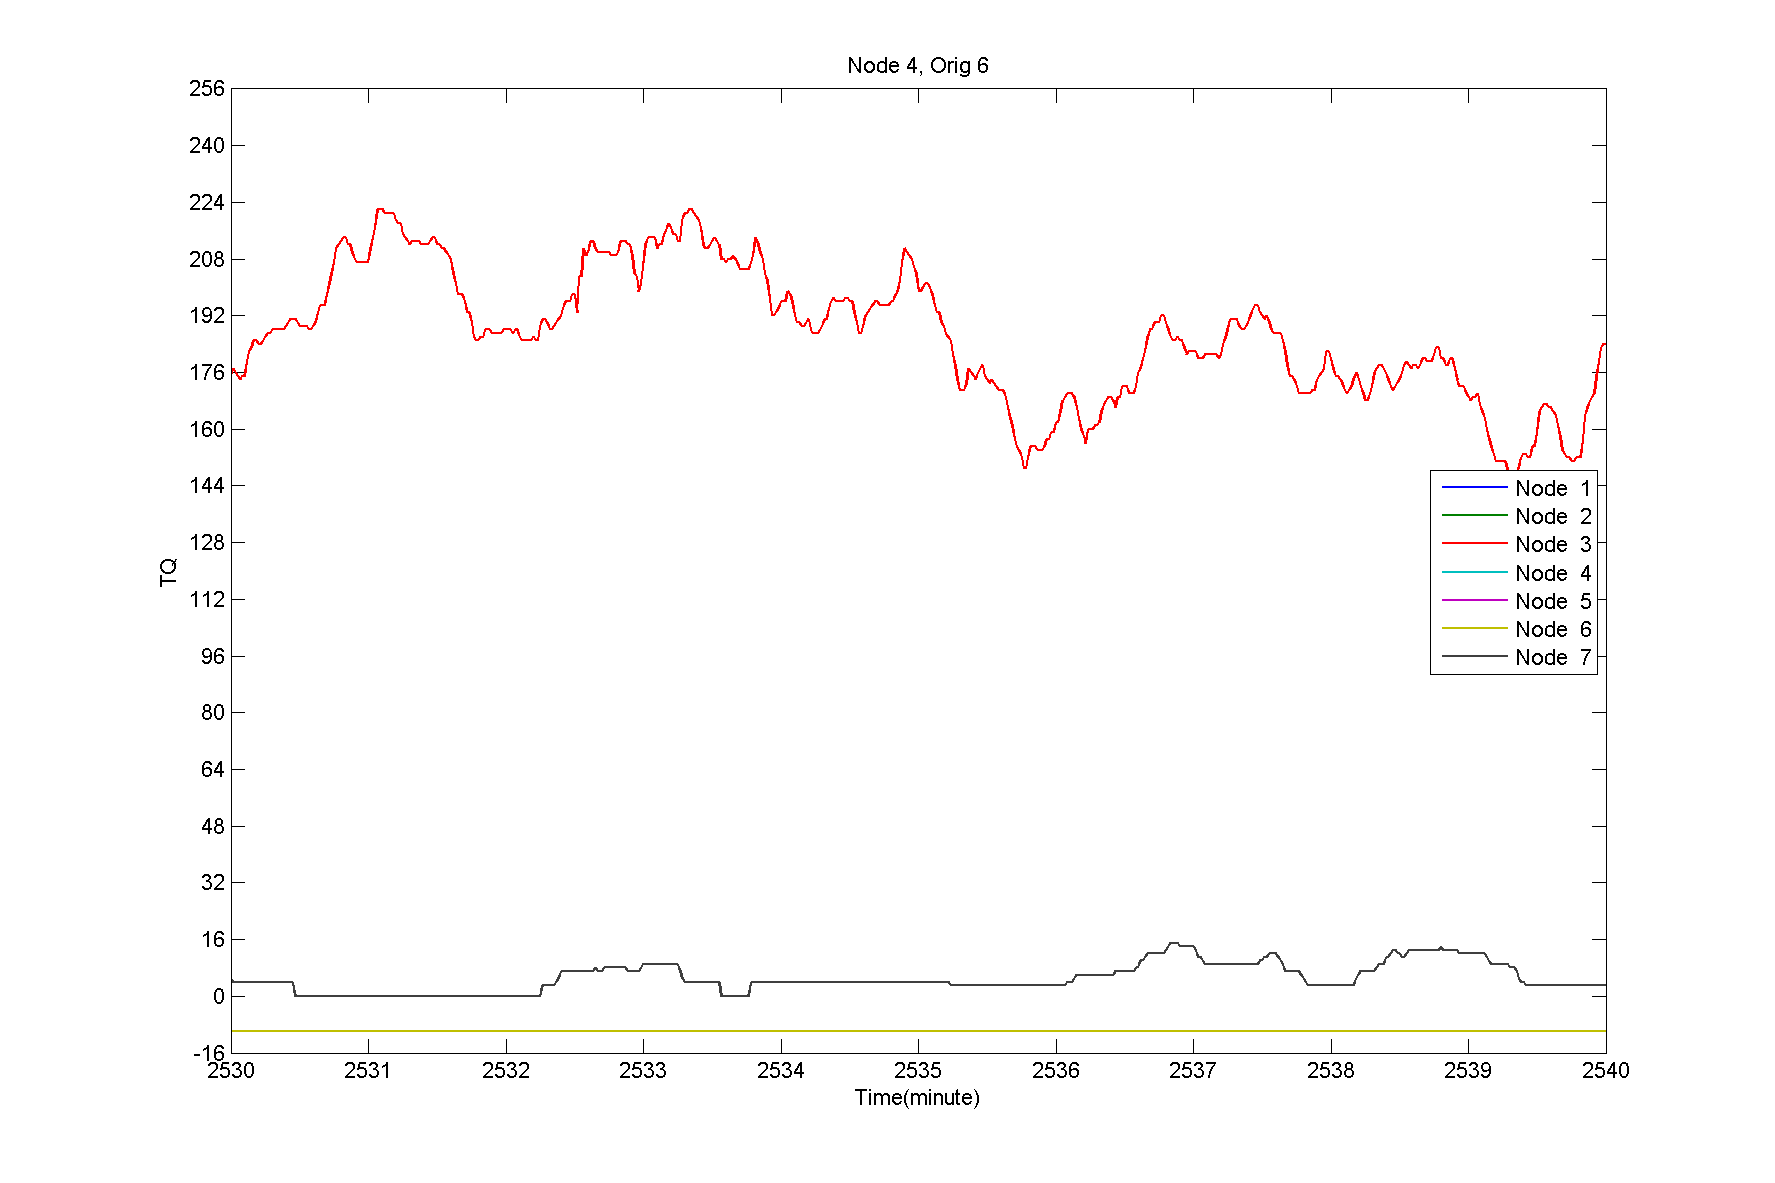 Node 4, Orig 6
256
240
224
208
192
176
160
144
128
112
96
80
64
48
32
16
0
-16
TQ
Node 1
Node 2
Node 3
Node 4
Node 5
Node 6
Node 7
2530 2531 2532 2533 2534 2535 2536 2537 2538 2539 2540
Time(minute)